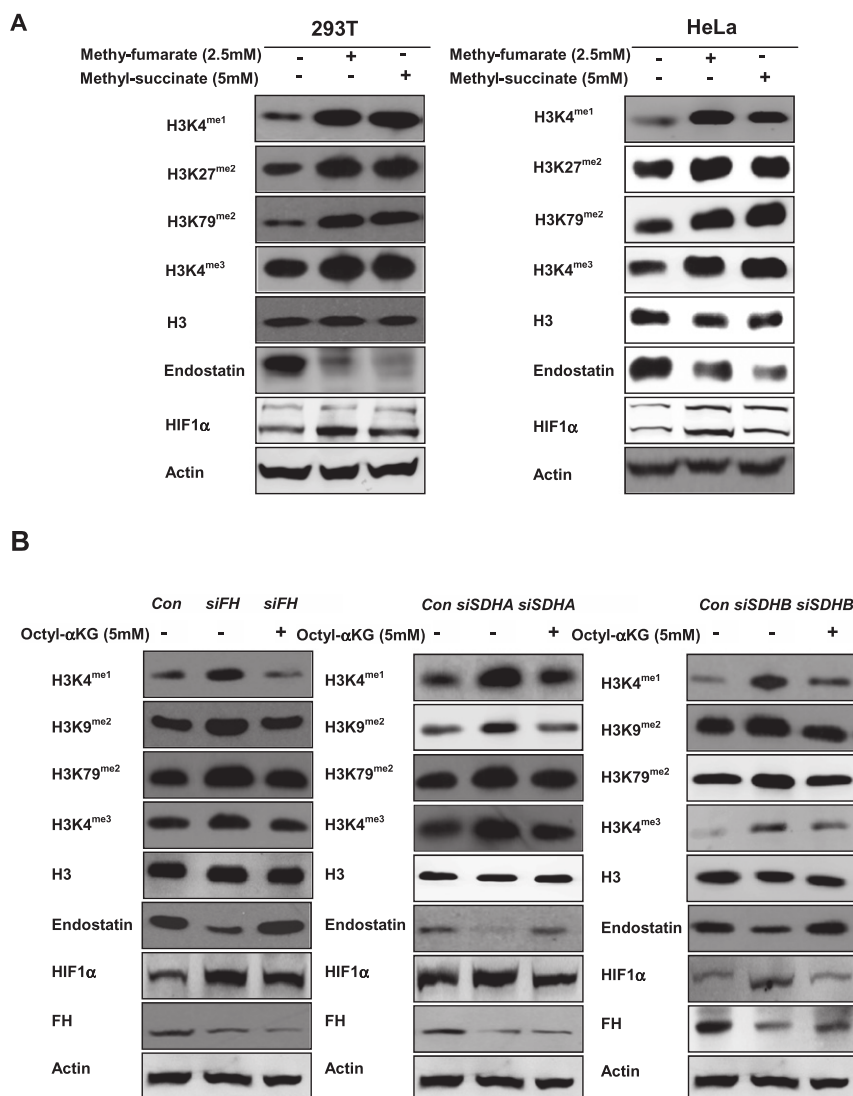 A
293T
HeLa
Methy-fumarate (2.5mM) - + -
Methyl-succinate (5mM) - - +
Methy-fumarate (2.5mM) - + -
Methyl-succinate (5mM) - - +
H3K4me1
H3K27me2
H3K79me2
H3K4me3
H3
Endostatin
HIF1α
Actin
H3K4me1
H3K27me2
H3K79me2
H3K4me3
H3
Endostatin
HIF1α
Actin
B
Con siFH siFH
Octyl-αKG (5mM) - - +
H3K4me1
H3K9me2
H3K79me2
H3K4me3
H3
Endostatin
HIF1α
FH
Actin
Con siSDHA siSDHA
Octyl-αKG (5mM) - - +
H3K4me1
H3K9me2
H3K79me2
H3K4me3
H3
Endostatin
HIF1α
FH
Actin
Con siSDHB siSDHB
Octyl-αKG (5mM) - - +
H3K4me1
H3K9me2
H3K79me2
H3K4me3
H3
Endostatin
HIF1α
FH
Actin